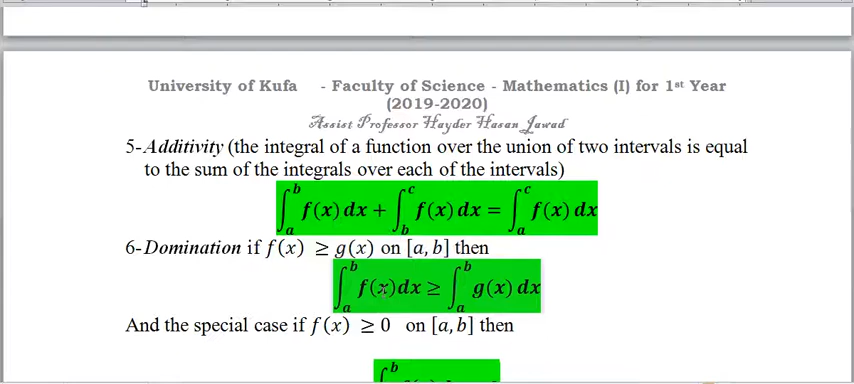 University of Kufa - Faculty of Science - Mathematics (I) for 1st Year
(2019-2020)
Assist Professor Hayder Hasan Jawad
5-Additivity (the integral of a function over the union of two intervals is equal
to the sum of the integrals over each of the intervals)
∫_a^b f(x) dx + ∫_b^c f(x) dx = ∫_a^c f(x) dx
6-Domination if f(x) ≥ g(x) on [a, b] then
∫_a^b f(x)dx ≥ ∫_a^b g(x) dx
And the special case if f(x) ≥ 0 on [a, b] then